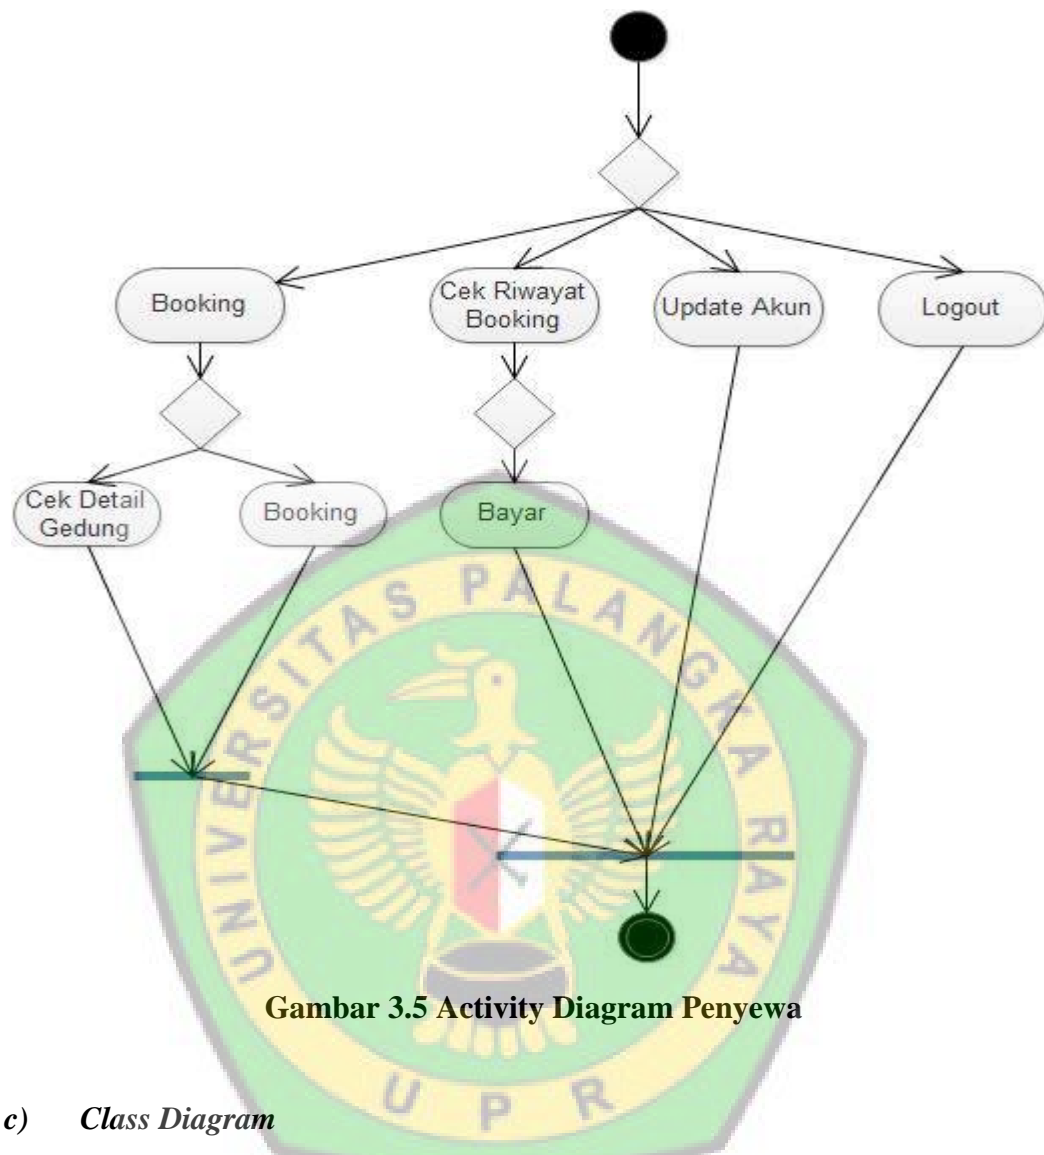 Booking
Cek Riwayat
Booking
Update Akun
Logout
Cek Detail
Gedung
Booking
Bayar
UNIVERSITAS PALANGKA RAYA
Gambar 3.5 Activity Diagram Penyewa
UPR
c) Class Diagram